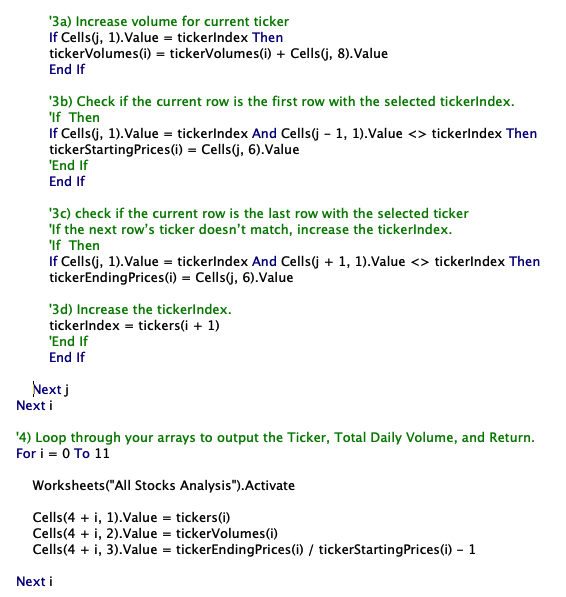 '3a) Increase volume for current ticker
If Cells(j, 1).Value = tickerIndex Then
tickerVolumes(i) = tickerVolumes(i) + Cells(j, 8).Value
End If
'3b) Check if the current row is the first row with the selected tickerIndex.
'If  Then
If Cells(j, 1).Value = tickerIndex And Cells(j - 1, 1).Value <> tickerIndex Then
tickerStartingPrices(i) = Cells(j, 6).Value
'End If
End If
'3c) check if the current row is the last row with the selected ticker
'If the next row's ticker doesn't match, increase the tickerIndex.
'If  Then
If Cells(j, 1).Value = tickerIndex And Cells(j + 1, 1).Value <> tickerIndex Then
tickerEndingPrices(i) = Cells(j, 6).Value
'3d) Increase the tickerIndex.
tickerIndex = tickers(i + 1)
'End If
End If
Next j
Next i
'4) Loop through your arrays to output the Ticker, Total Daily Volume, and Return.
For i = 0 To 11
Worksheets("All Stocks Analysis").Activate
Cells(4 + i, 1).Value = tickers(i)
Cells(4 + i, 2).Value = tickerVolumes(i)
Cells(4 + i, 3).Value = tickerEndingPrices(i) / tickerStartingPrices(i) - 1
Next i